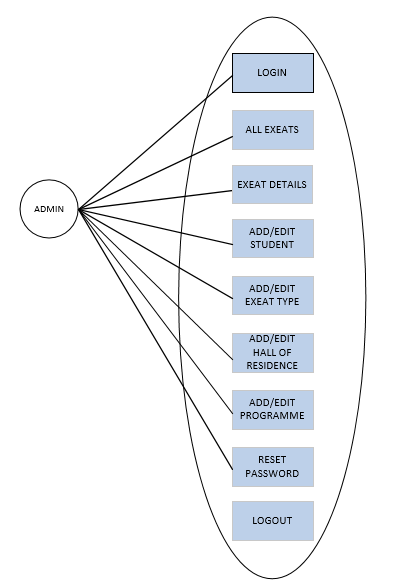 LOGIN
ALL EXEATS
EXEAT DETAILS
ADMIN
ADD/EDIT
STUDENT
ADD/EDIT
EXEAT TYPE
ADD/EDIT
HALL OF
RESIDENCE
ADD/EDIT
PROGRAMME
RESET
PASSWORD
LOGOUT